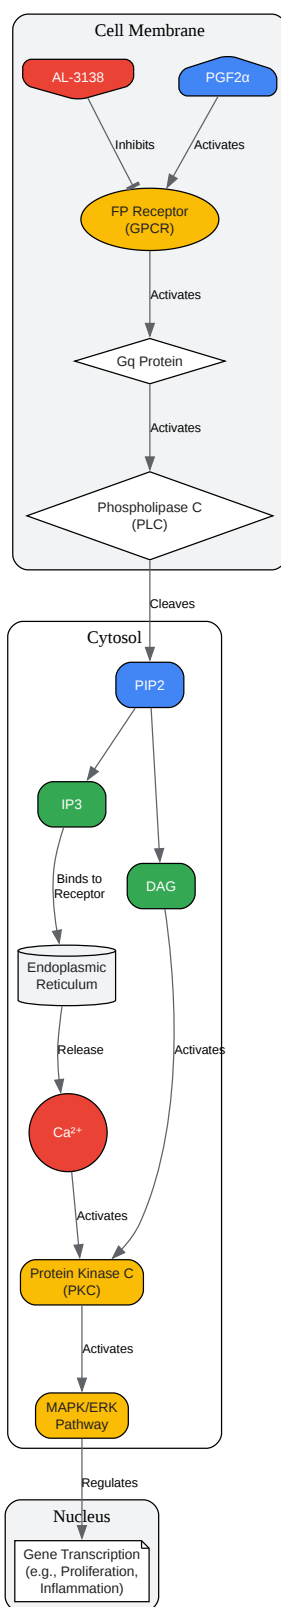 Cell Membrane
AL-3138
PGF2α
Inhibits
Activates
FP Receptor
(GPCR)
Activates
Gq Protein
Activates
Phospholipase C
(PLC)
Cleaves
Cytosol
PIP2
IP3
DAG
Binds to
Receptor
Endoplasmic
Reticulum
Release
Activates
Ca²⁺
Activates
Protein Kinase C
(PKC)
Activates
MAPK/ERK
Pathway
Regulates
Nucleus
Gene Transcription
(e.g., Proliferation,
Inflammation)